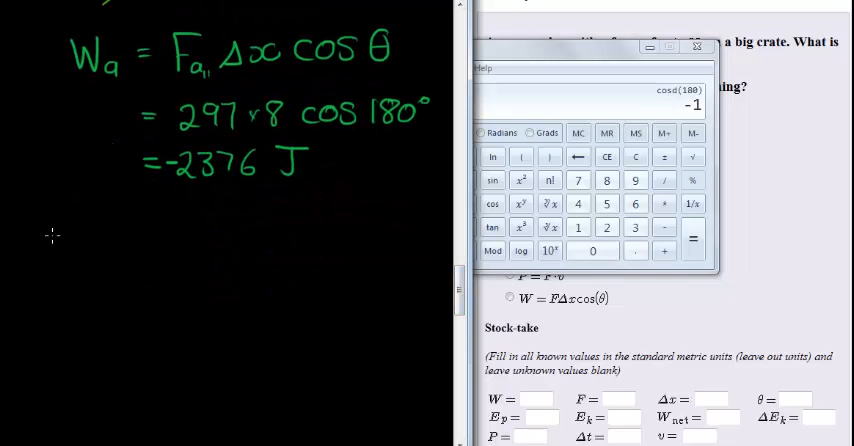 Wa = Fa|| Δx cos θ
= 297 × 8 cos 180°
= -2376 J
a big crate. What is
ing?
Help
cosd(180)
-1
Radians Grads MC MR MS M+ M-
ln ( ) ← CE C ± √
sin x² n! 7 8 9 / %
cos xʸ ʸ√x 4 5 6 * 1/x
tan x³ ³√x 1 2 3 - =
Mod log 10ˣ 0 . +
P = F·v
W = FΔxcos(θ)
Stock-take
(Fill in all known values in the standard metric units (leave out units) and
leave unknown values blank)
W = F = Δx = θ =
Ep = Ek = Wnet = ΔEk =
P = Δt = v =